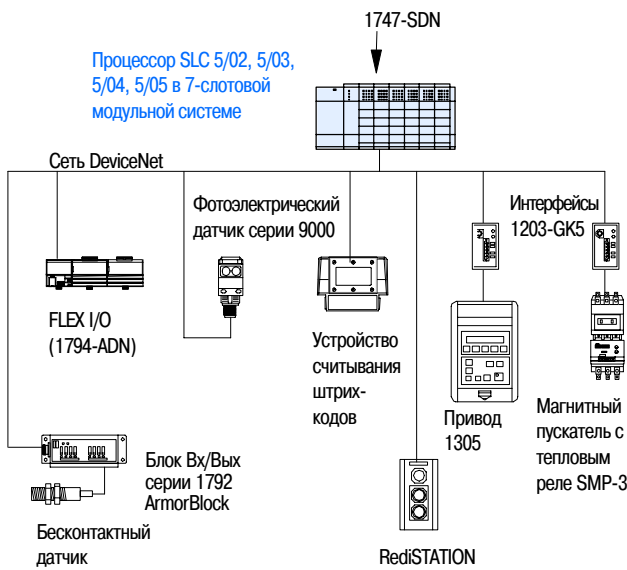 1747-SDN
Процессор SLC 5/02, 5/03,
5/04, 5/05 в 7-слотовой
модульной системе
Сеть DeviceNet
Фотоэлектрический
датчик серии 9000
Интерфейсы
1203-GK5
FLEX I/O
(1794-ADN)
Устройство
считывания
штрих-
кодов
Привод
1305
Магнитный
пускатель с
тепловым
реле SMP-3
Блок Вх/Вых
серии 1792
ArmorBlock
Бесконтактный
датчик
RediSTATION